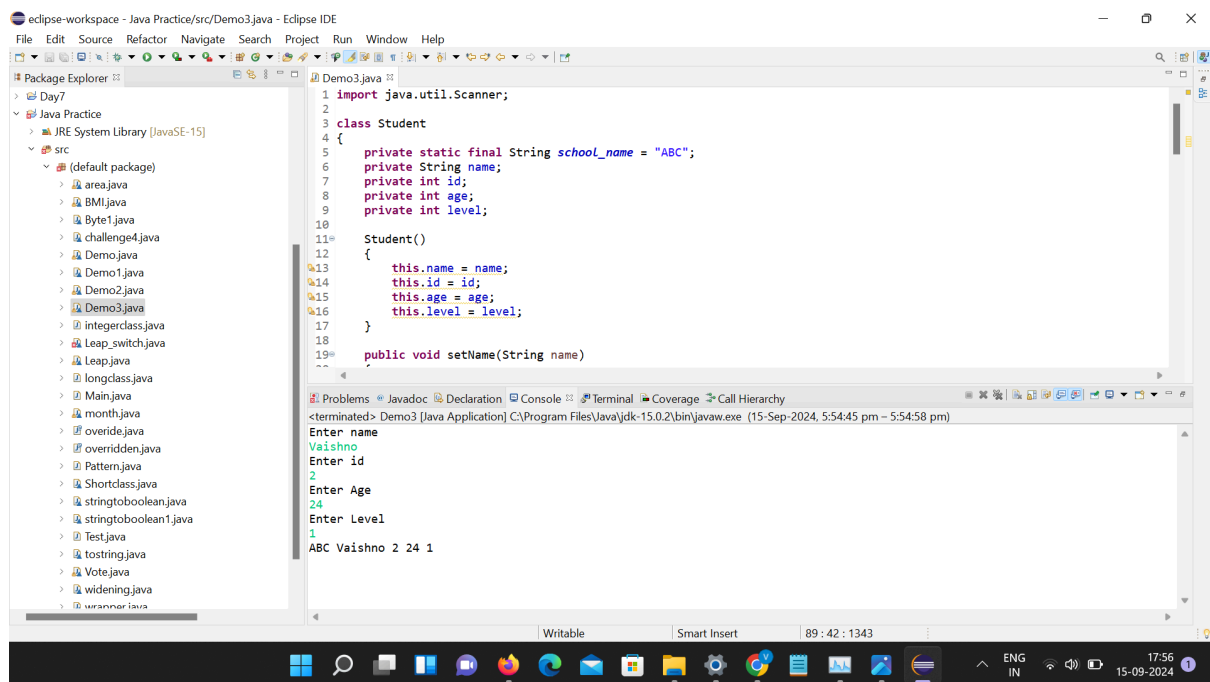 eclipse-workspace - Java Practice/src/Demo3.java - Eclipse IDE
File Edit Source Refactor Navigate Search Project Run Window Help
Package Explorer
Day7
Java Practice
JRE System Library [JavaSE-15]
src
(default package)
area.java
BMI.java
Byte1.java
challenge4.java
Demo.java
Demo1.java
Demo2.java
Demo3.java
integerclass.java
Leap_switch.java
Leap.java
longclass.java
Main.java
month.java
overide.java
overridden.java
Pattern.java
Shortclass.java
stringtoboolean.java
stringtoboolean1.java
Test.java
tostring.java
Vote.java
widening.java
wrapper.java
Demo3.java
1 import java.util.Scanner;
2
3 class Student
4 {
5 private static final String school_name = "ABC";
6 private String name;
7 private int id;
8 private int age;
9 private int level;
10
11 Student()
12 {
13 this.name = name;
14 this.id = id;
15 this.age = age;
16 this.level = level;
17 }
18
19 public void setName(String name)
Problems Javadoc Declaration Console Terminal Coverage Call Hierarchy
<terminated> Demo3 [Java Application] C:\Program Files\Java\jdk-15.0.2\bin\javaw.exe (15-Sep-2024, 5:54:45 pm – 5:54:58 pm)
Enter name
Vaishno
Enter id
2
Enter Age
24
Enter Level
1
ABC Vaishno 2 24 1
Writable Smart Insert 89 : 42 : 1343
ENG
IN
17:56
15-09-2024
1